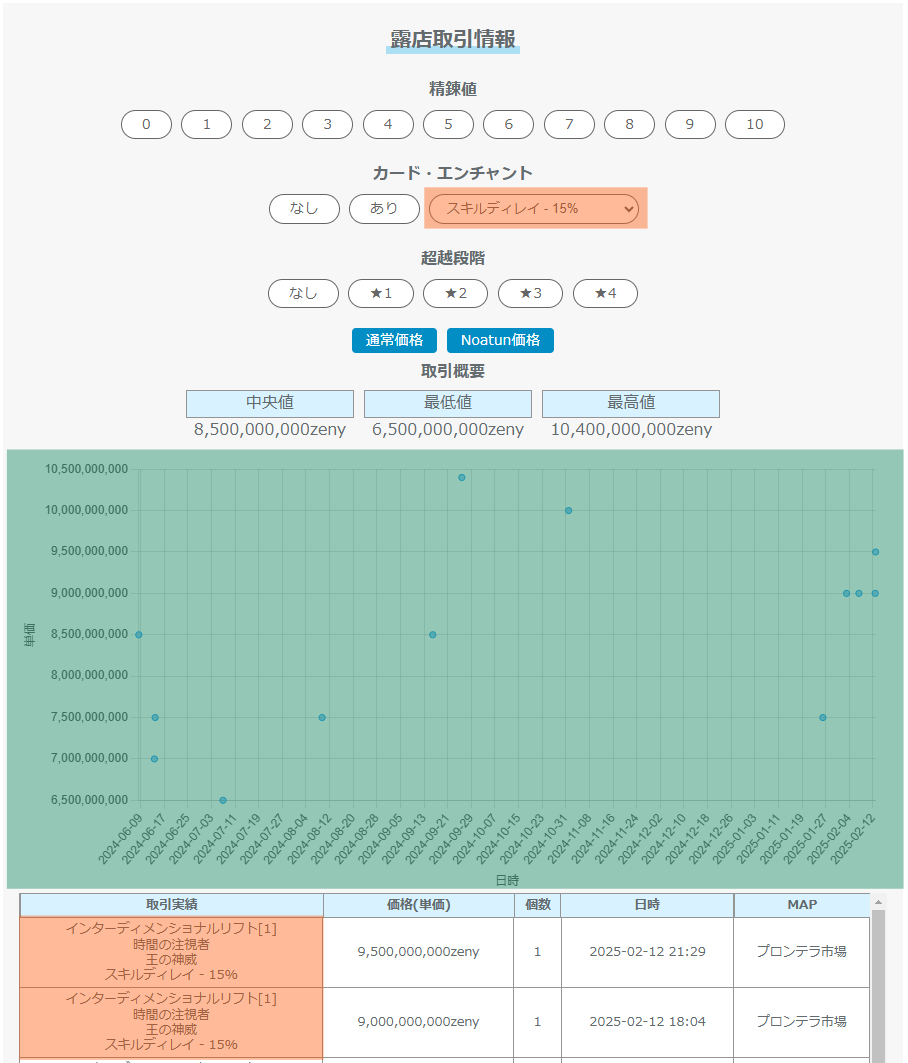 露店取引情報
精錬値
0 1 2 3 4 5 6 7 8 9 10
カード・エンチャント
なし あり スキルディレイ - 15%
超越段階
なし ★1 ★2 ★3 ★4
通常価格 Noatun価格
取引概要
中央値 最低値 最高値
8,500,000,000zeny 6,500,000,000zeny 10,400,000,000zeny
10,500,000,000
10,000,000,000
9,500,000,000
9,000,000,000
8,500,000,000
8,000,000,000
7,500,000,000
7,000,000,000
6,500,000,000
単価
2024-06-09 2024-06-17 2024-06-25 2024-07-03 2024-07-11 2024-07-19 2024-07-27 2024-08-04 2024-08-12 2024-08-20 2024-08-28 2024-09-05 2024-09-13 2024-09-21 2024-09-29 2024-10-07 2024-10-15 2024-10-23 2024-10-31 2024-11-08 2024-11-16 2024-11-24 2024-12-02 2024-12-10 2024-12-18 2024-12-26 2025-01-03 2025-01-11 2025-01-19 2025-01-27 2025-02-04 2025-02-12
日時
取引実績 価格(単価) 個数 日時 MAP
インターディメンショナルリフト[1]
時間の注視者
王の神威
スキルディレイ - 15%
9,500,000,000zeny 1 2025-02-12 21:29 プロンテラ市場
インターディメンショナルリフト[1]
時間の注視者
王の神威
スキルディレイ - 15%
9,000,000,000zeny 1 2025-02-12 18:04 プロンテラ市場